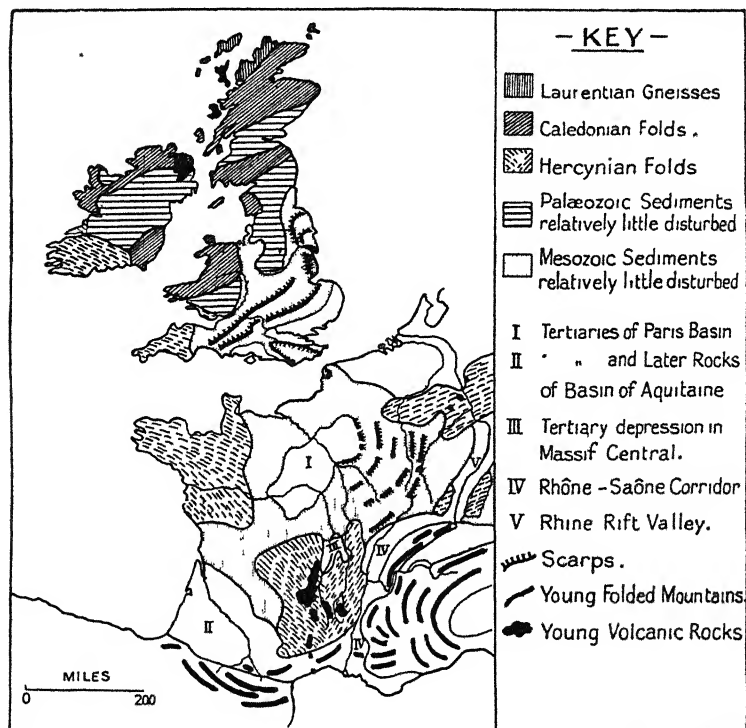 – KEY –
Laurentian Gneisses
Caledonian Folds.
Hercynian Folds
Palæozoic Sediments
relatively little disturbed
Mesozoic Sediments
relatively little disturbed
I Tertiaries of Paris Basin
II " " and Later Rocks
of Basin of Aquitaine
III Tertiary depression in
Massif Central.
IV Rhône-Saône Corridor
V Rhine Rift Valley.
Scarps.
Young Folded Mountains.
Young Volcanic Rocks
I
V
III
IV
II
IV
MILES
0 200